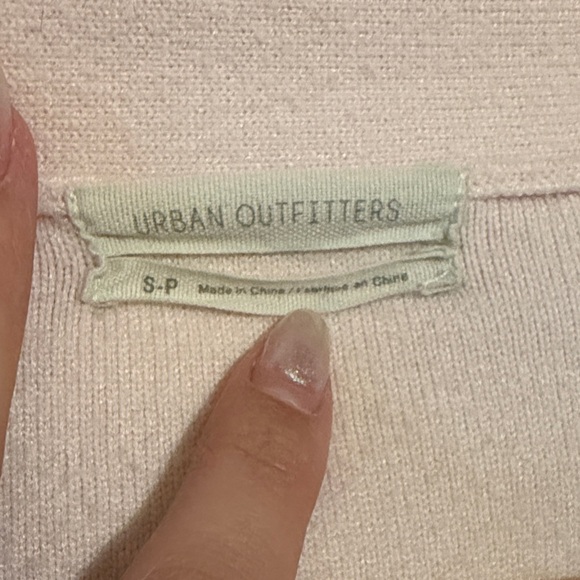 URBAN OUTFITTERS
S-P Made in China / Fabriqué en Chine